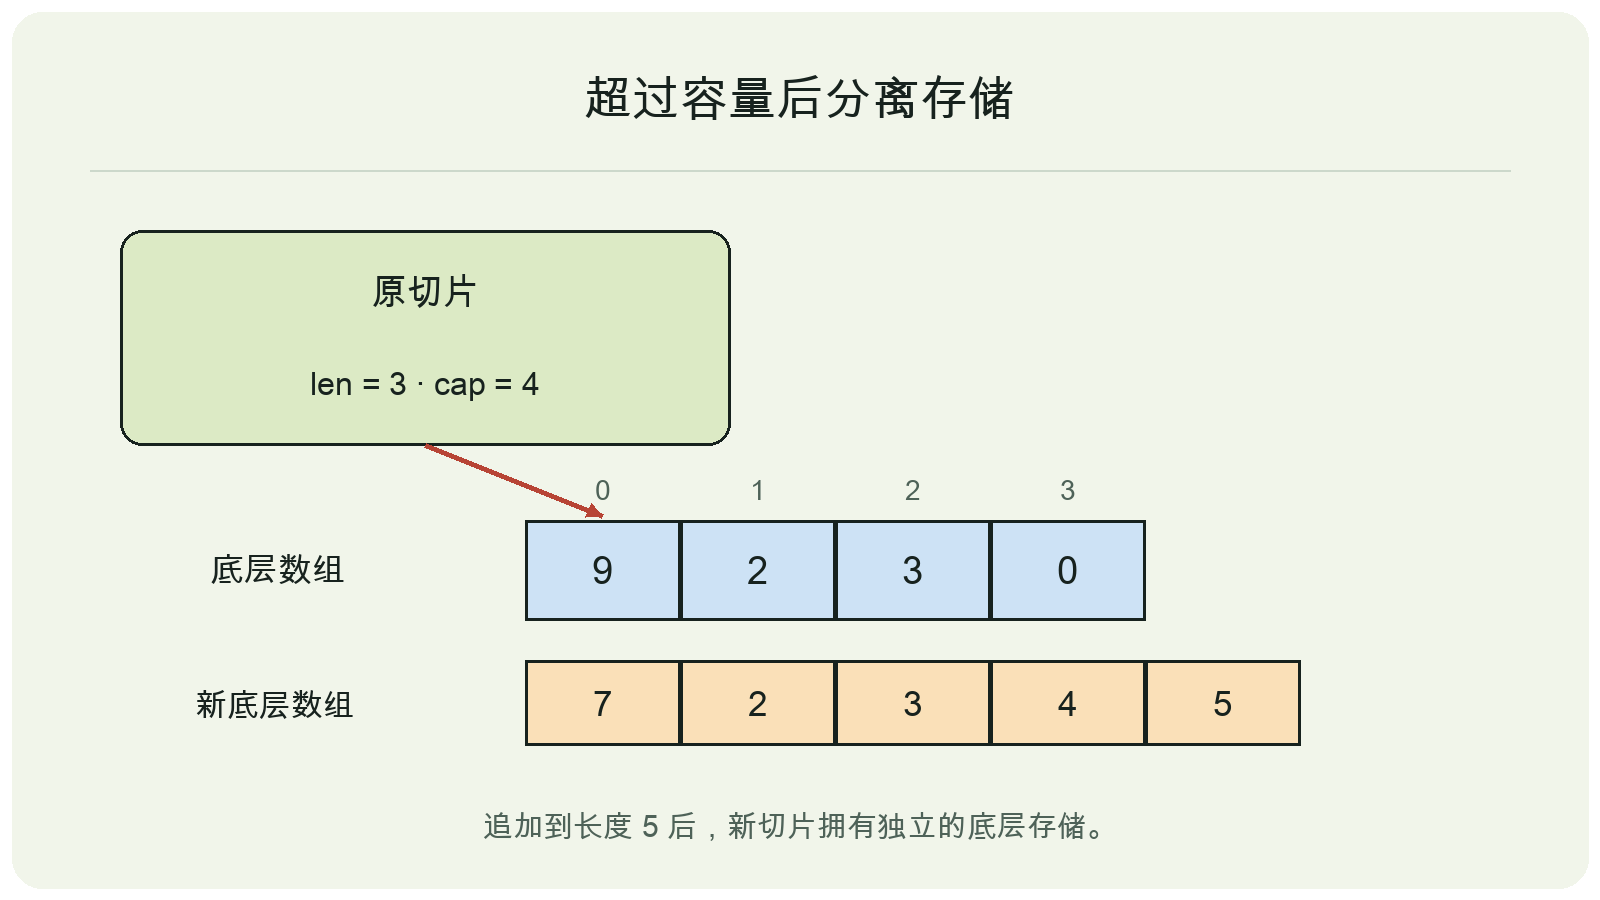 超过容量后分离存储
原切片
len = 3 · cap = 4
0 1 2 3
底层数组 9 2 3 0
新底层数组 7 2 3 4 5
追加到长度 5 后，新切片拥有独立的底层存储。